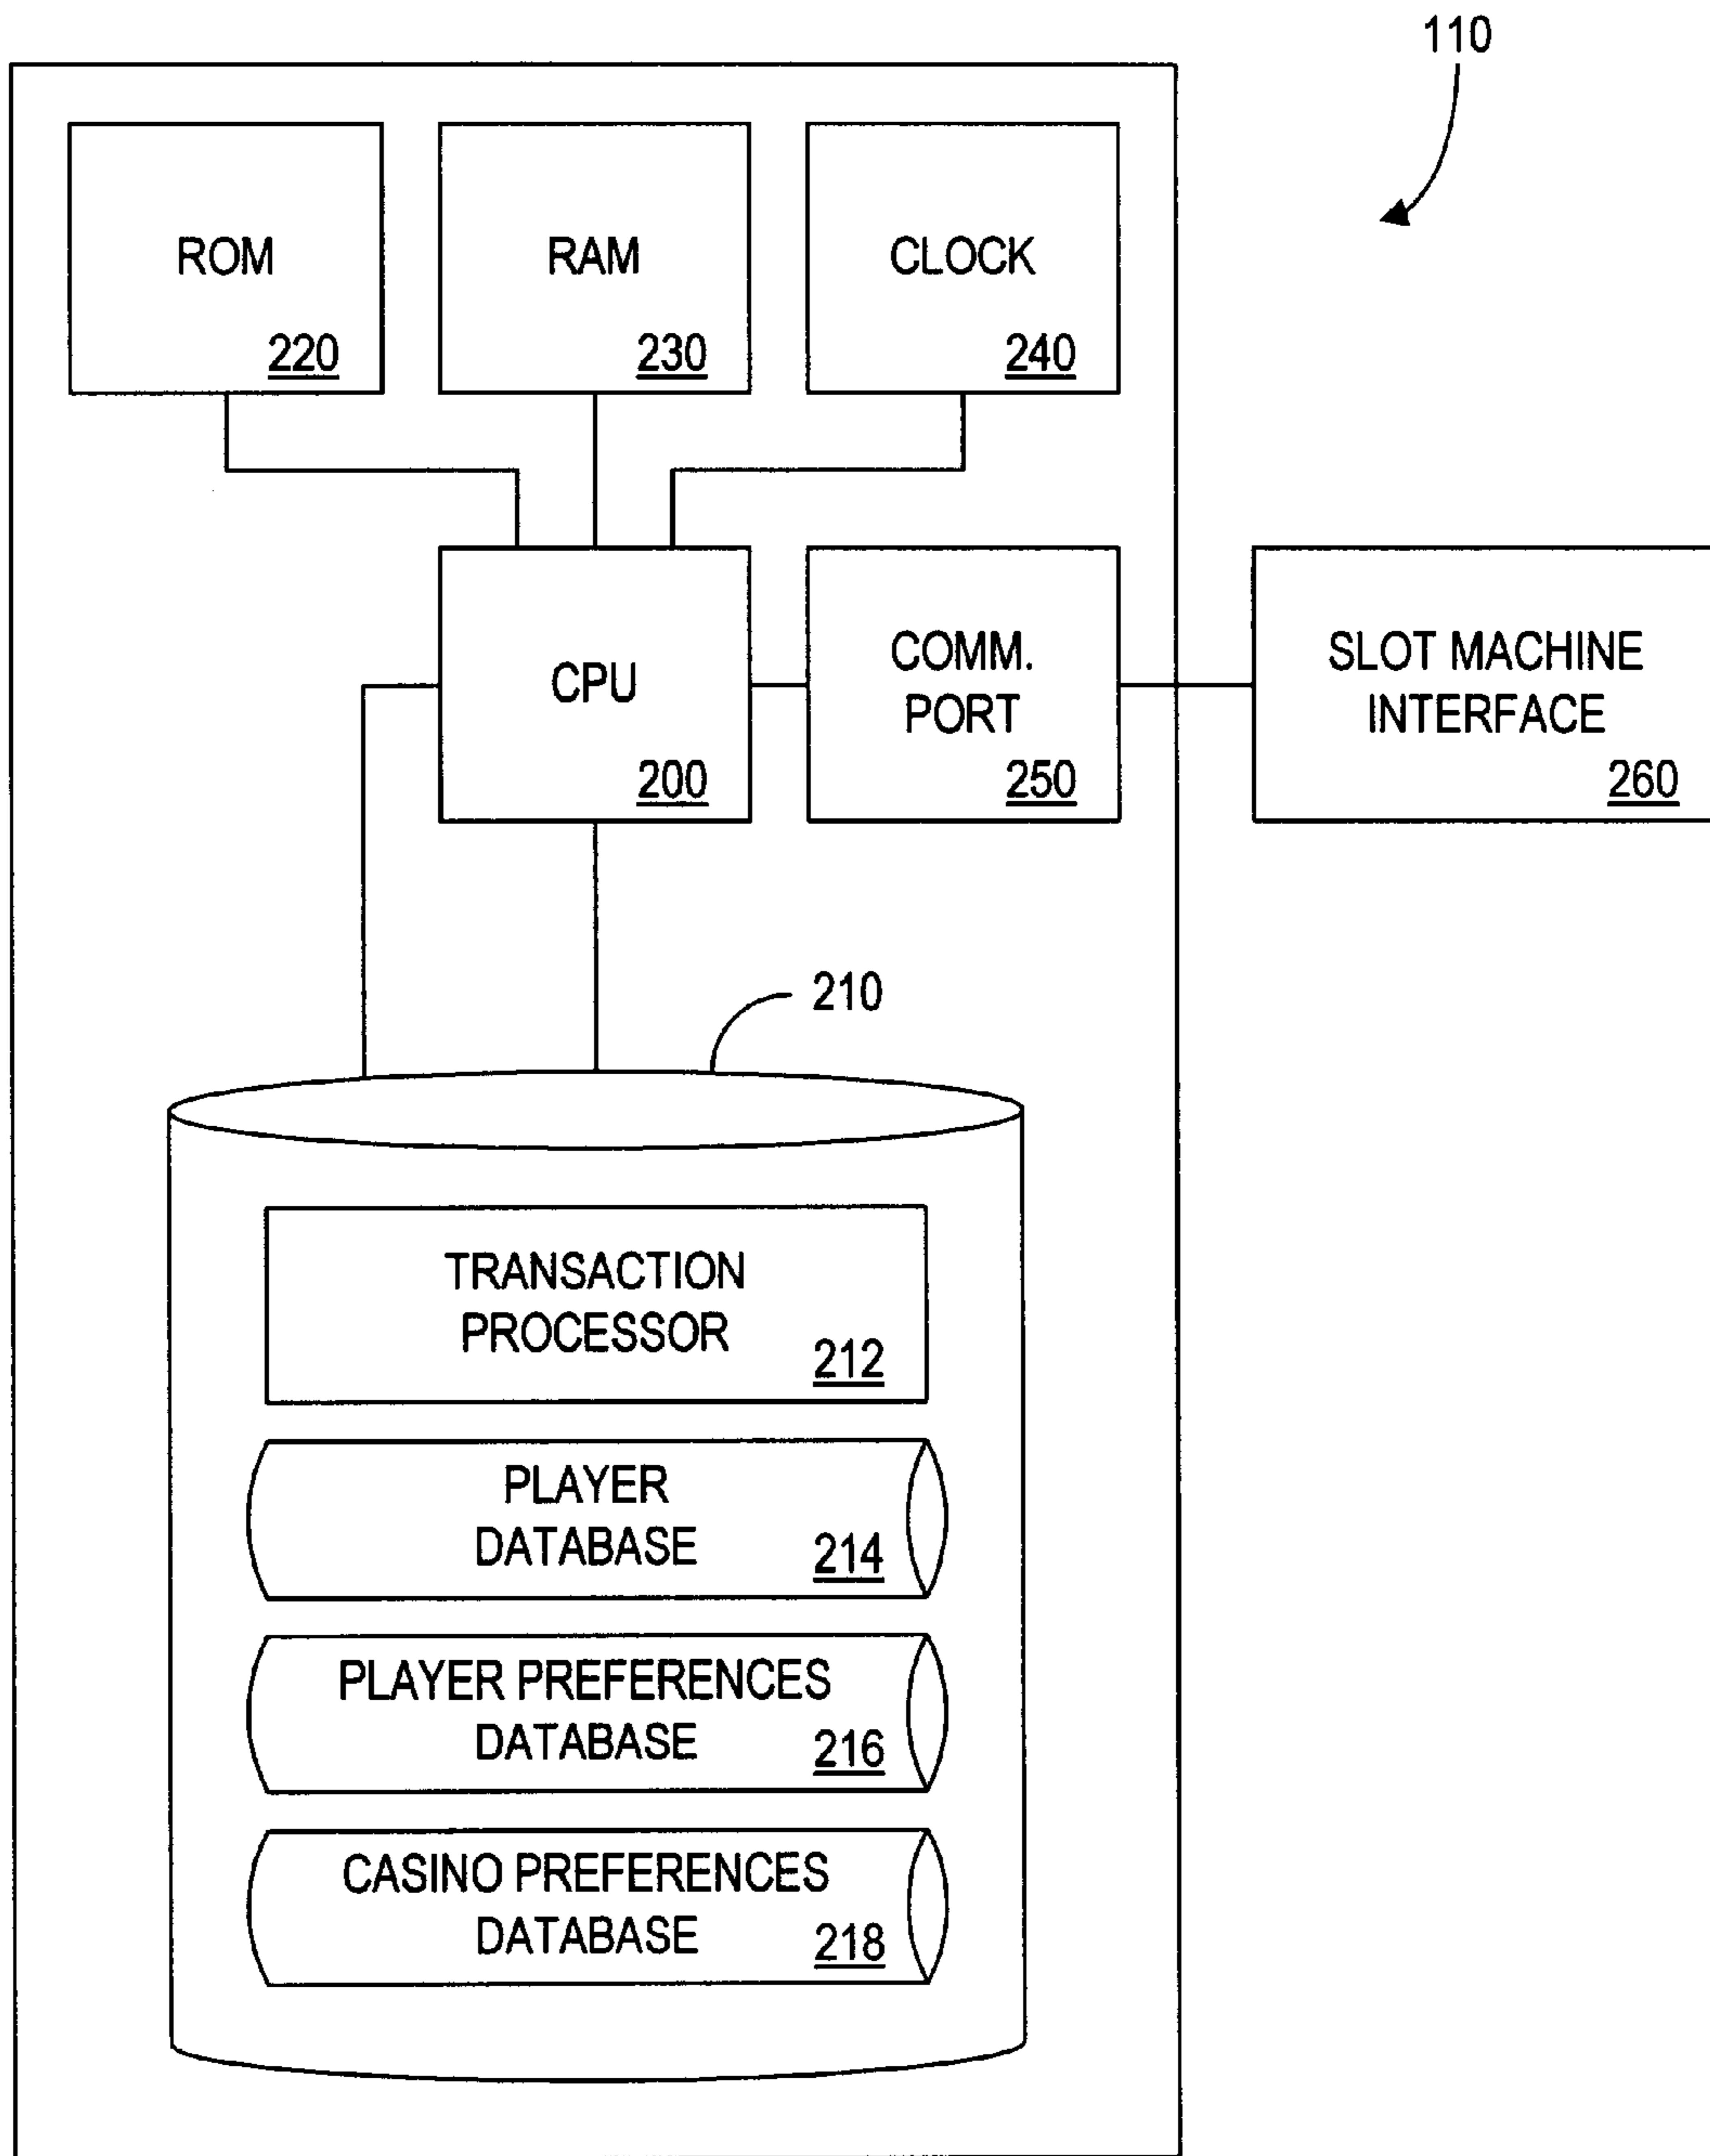 110
ROM
220
RAM
230
CLOCK
240
CPU
200
COMM.
PORT
250
SLOT MACHINE
INTERFACE
260
210
TRANSACTION
PROCESSOR
212
PLAYER
DATABASE
214
PLAYER PREFERENCES
DATABASE
216
CASINO PREFERENCES
DATABASE
218